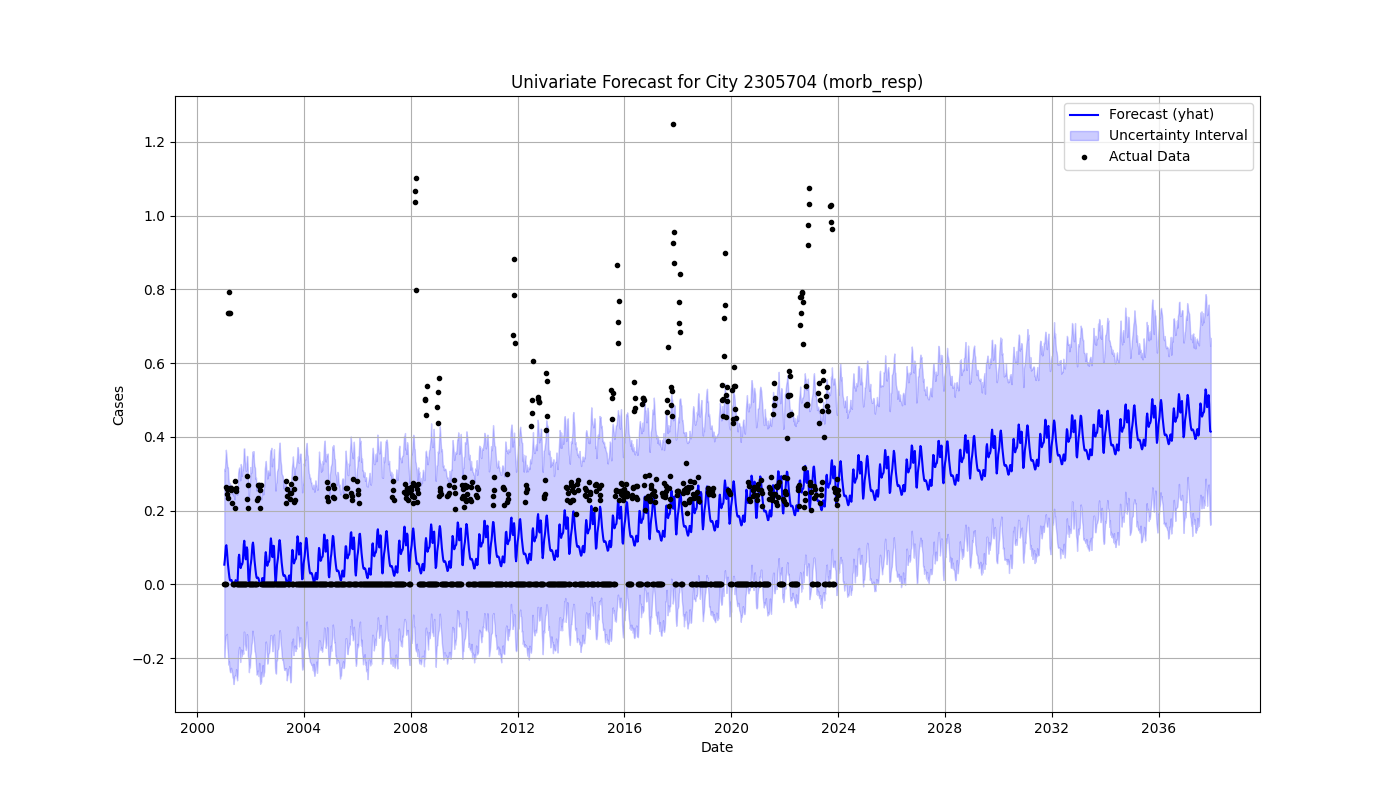 Univariate Forecast for City 2305704 (morb_resp)
Forecast (yhat)
Uncertainty Interval
Actual Data
1.2
1.0
0.8
0.6
0.4
0.2
0.0
−0.2
Cases
2000 2004 2008 2012 2016 2020 2024 2028 2032 2036
Date